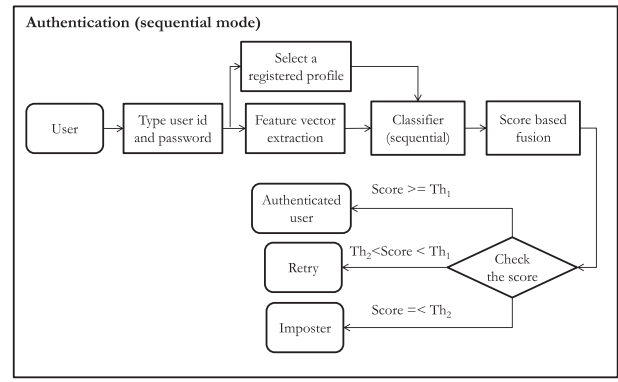 Authentication (sequential mode)
Select a
registered profile
User
Type user id
and password
Feature vector
extraction
Classifier
(sequential)
Score based
fusion
Score >= Th₁
Authenticated
user
Th₂<Score < Th₁
Retry
Check
the score
Score =< Th₂
Imposter